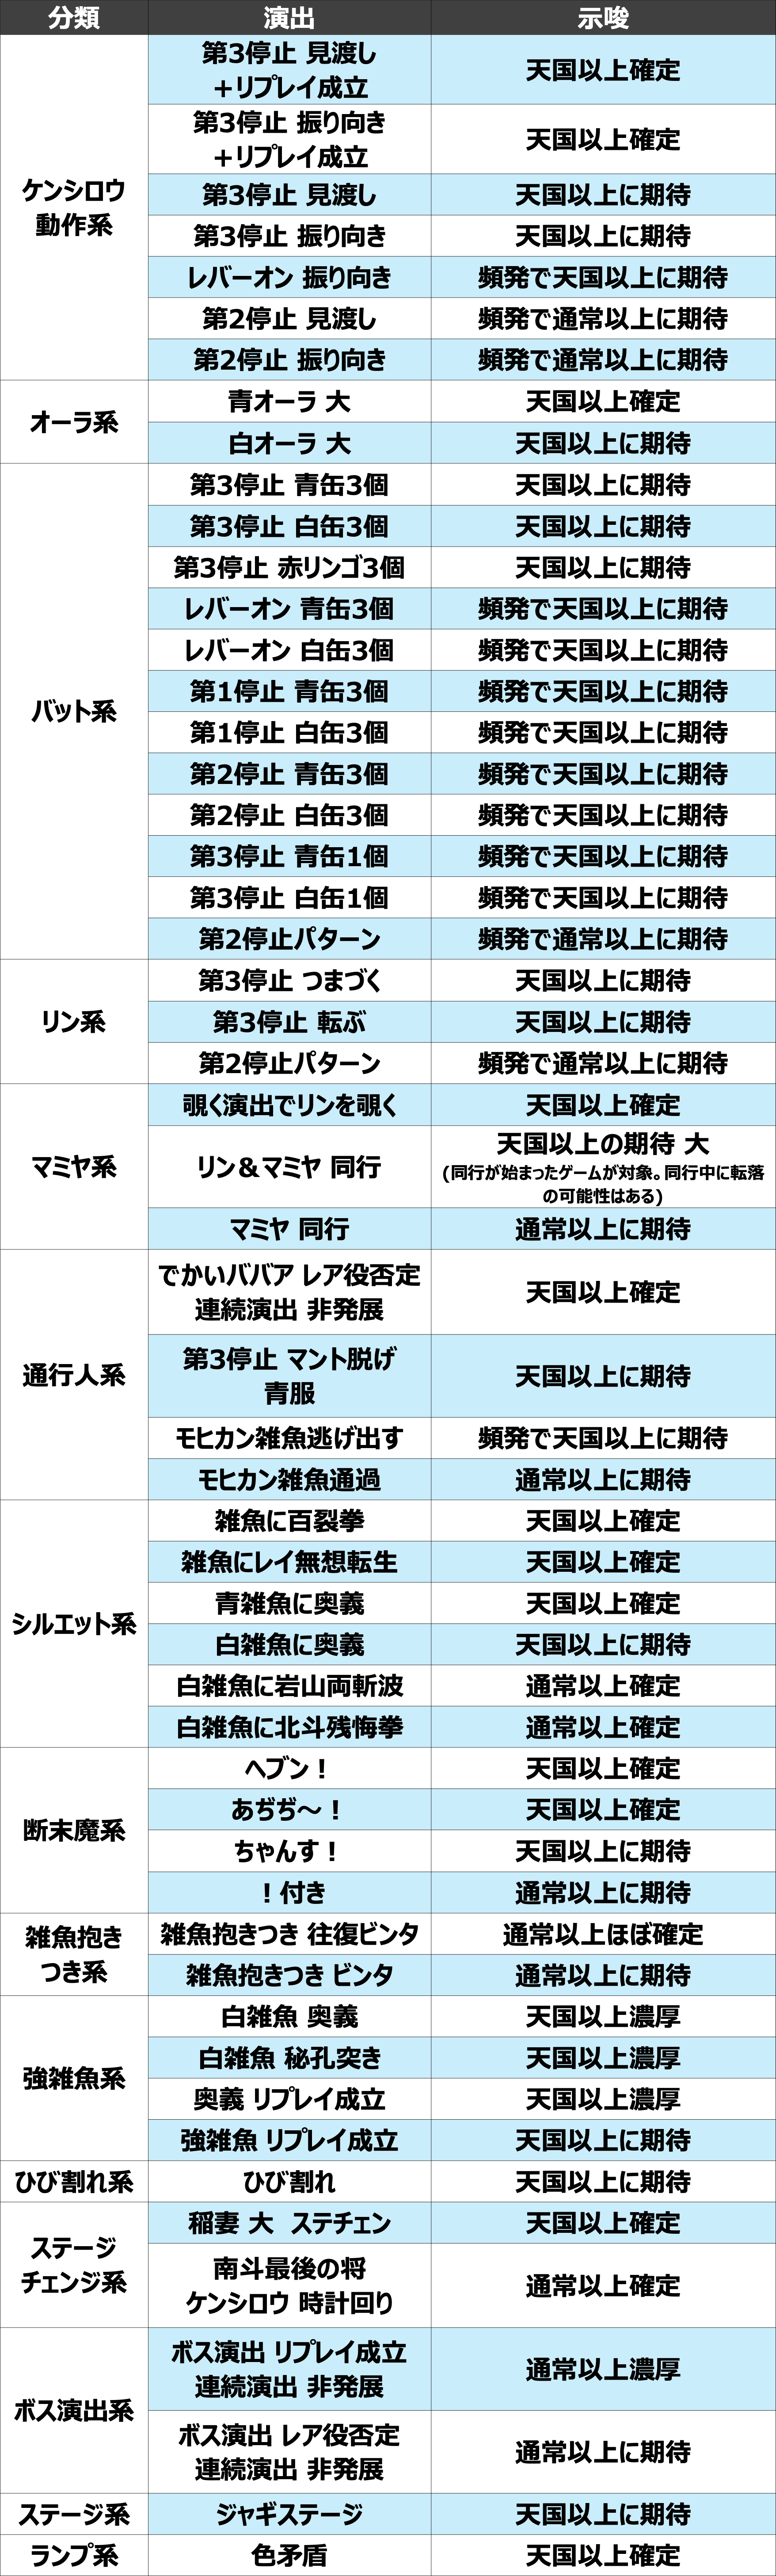 分類 演出 示唆
ケンシロウ
動作系
第3停止 見渡し
+リプレイ成立
天国以上確定
第3停止 振り向き
+リプレイ成立
天国以上確定
第3停止 見渡し 天国以上に期待
第3停止 振り向き 天国以上に期待
レバーオン 振り向き 頻発で天国以上に期待
第2停止 見渡し 頻発で通常以上に期待
第2停止 振り向き 頻発で通常以上に期待
オーラ系
青オーラ 大 天国以上確定
白オーラ 大 天国以上に期待
バット系
第3停止 青缶3個 天国以上に期待
第3停止 白缶3個 天国以上に期待
第3停止 赤リンゴ3個 天国以上に期待
レバーオン 青缶3個 頻発で天国以上に期待
レバーオン 白缶3個 頻発で天国以上に期待
第1停止 青缶3個 頻発で天国以上に期待
第1停止 白缶3個 頻発で天国以上に期待
第2停止 青缶3個 頻発で天国以上に期待
第2停止 白缶3個 頻発で天国以上に期待
第3停止 青缶1個 頻発で天国以上に期待
第3停止 白缶1個 頻発で天国以上に期待
第2停止パターン 頻発で通常以上に期待
リン系
第3停止 つまづく 天国以上に期待
第3停止 転ぶ 天国以上に期待
第2停止パターン 頻発で通常以上に期待
マミヤ系
覗く演出でリンを覗く 天国以上確定
リン&マミヤ 同行
天国以上の期待 大
(同行が始まったゲームが対象。同行中に転落
の可能性はある)
マミヤ 同行 通常以上に期待
通行人系
でかいババア レア役否定
連続演出 非発展
天国以上確定
第3停止 マント脱げ
青服
天国以上に期待
モヒカン雑魚逃げ出す 頻発で天国以上に期待
モヒカン雑魚通過 通常以上に期待
シルエット系
雑魚に百裂拳 天国以上確定
雑魚にレイ無想転生 天国以上確定
青雑魚に奥義 天国以上確定
白雑魚に奥義 天国以上に期待
白雑魚に岩山両斬波 通常以上確定
白雑魚に北斗残悔拳 通常以上確定
断末魔系
ヘブン！ 天国以上確定
あぢぢ～！ 天国以上確定
ちゃんす！ 天国以上に期待
！付き 通常以上に期待
雑魚抱き
つき系
雑魚抱きつき 往復ビンタ 通常以上ほぼ確定
雑魚抱きつき ビンタ 通常以上に期待
強雑魚系
白雑魚 奥義 天国以上濃厚
白雑魚 秘孔突き 天国以上濃厚
奥義 リプレイ成立 天国以上濃厚
強雑魚 リプレイ成立 天国以上に期待
ひび割れ系 ひび割れ 天国以上に期待
ステージ
チェンジ系
稲妻 大 ステチェン 天国以上確定
南斗最後の将
ケンシロウ 時計回り
通常以上確定
ボス演出系
ボス演出 リプレイ成立
連続演出 非発展
通常以上濃厚
ボス演出 レア役否定
連続演出 非発展
通常以上に期待
ステージ系 ジャギステージ 天国以上に期待
ランプ系 色矛盾 天国以上確定